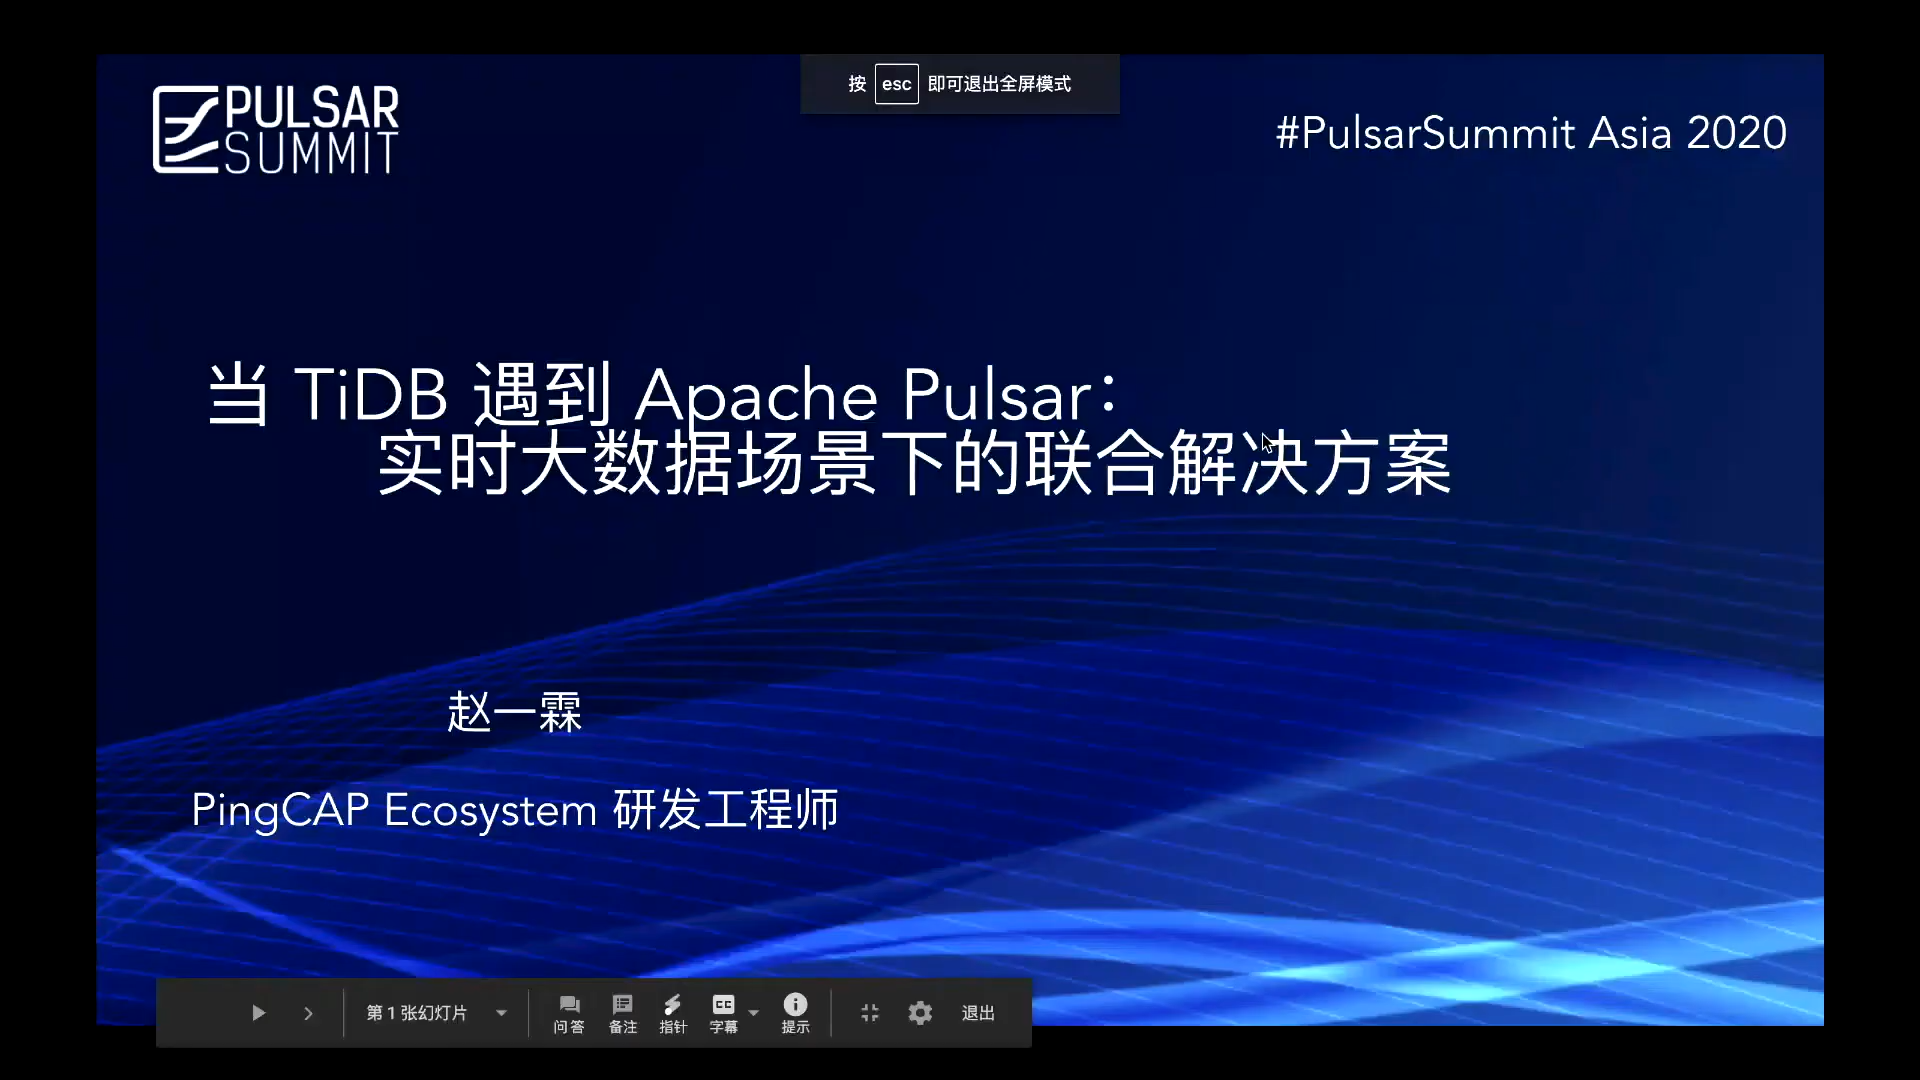 按 esc 即可退出全屏模式
PULSAR
SUMMIT
#PulsarSummit Asia 2020
当 TiDB 遇到 Apache Pulsar：
实时大数据场景下的联合解决方案
赵一霖
PingCAP Ecosystem 研发工程师
第 1 张幻灯片
问答
备注
指针
CC
字幕
提示
退出